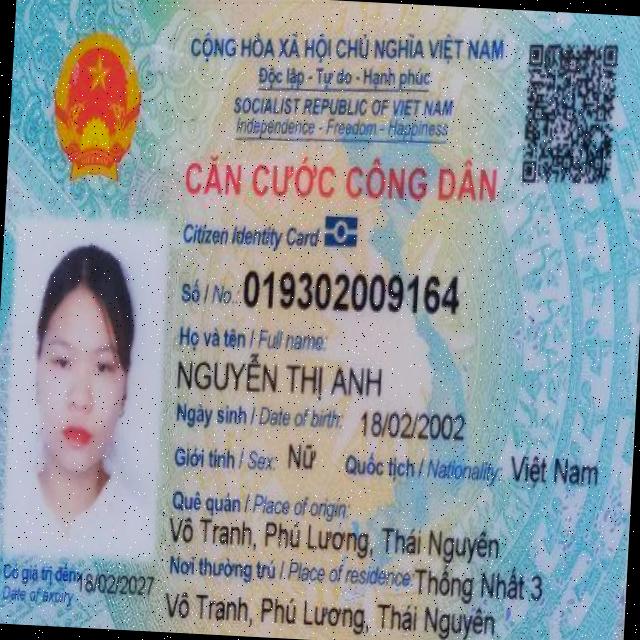 CỘNG HÒA XÃ HỘI CHỦ NGHĨA VIỆT NAM
Độc lập - Tự do - Hạnh phúc
SOCIALIST REPUBLIC OF VIET NAM
Independence - Freedom - Happiness
CĂN CƯỚC CÔNG DÂN
Citizen Identity Card
Số / No.: 019302009164
Họ và tên / Full name:
NGUYỄN THỊ ANH
Ngày sinh / Date of birth: 18/02/2002
Giới tính / Sex: Nữ Quốc tịch / Nationality: Việt Nam
Quê quán / Place of origin:
Vô Tranh, Phú Lương, Thái Nguyên
Nơi thường trú / Place of residence: Thống Nhất 3
Vô Tranh, Phú Lương, Thái Nguyên
Có giá trị đến: 18/02/2027
Date of expiry